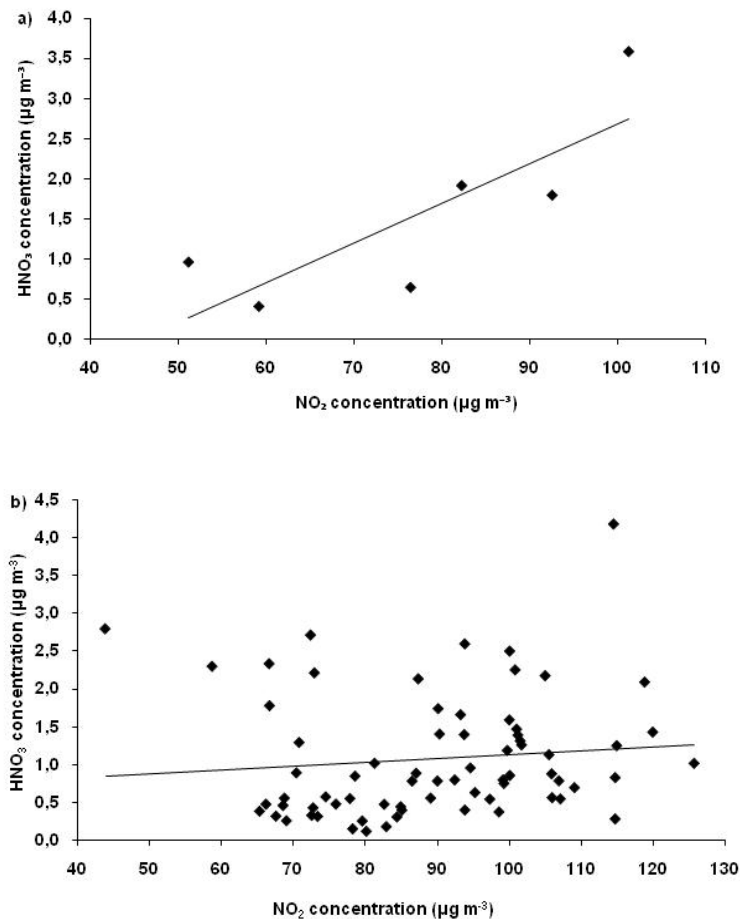 a)
4,0
3,5
3,0
2,5
2,0
1,5
1,0
0,5
0,0
HNO₃ concentration (µg m⁻³)
40 50 60 70 80 90 100 110
NO₂ concentration (µg m⁻³)
b)
4,5
4,0
3,5
3,0
2,5
2,0
1,5
1,0
0,5
0,0
HNO₃ concentration (µg m⁻³)
40 50 60 70 80 90 100 110 120 130
NO₂ concentration (µg m⁻³)